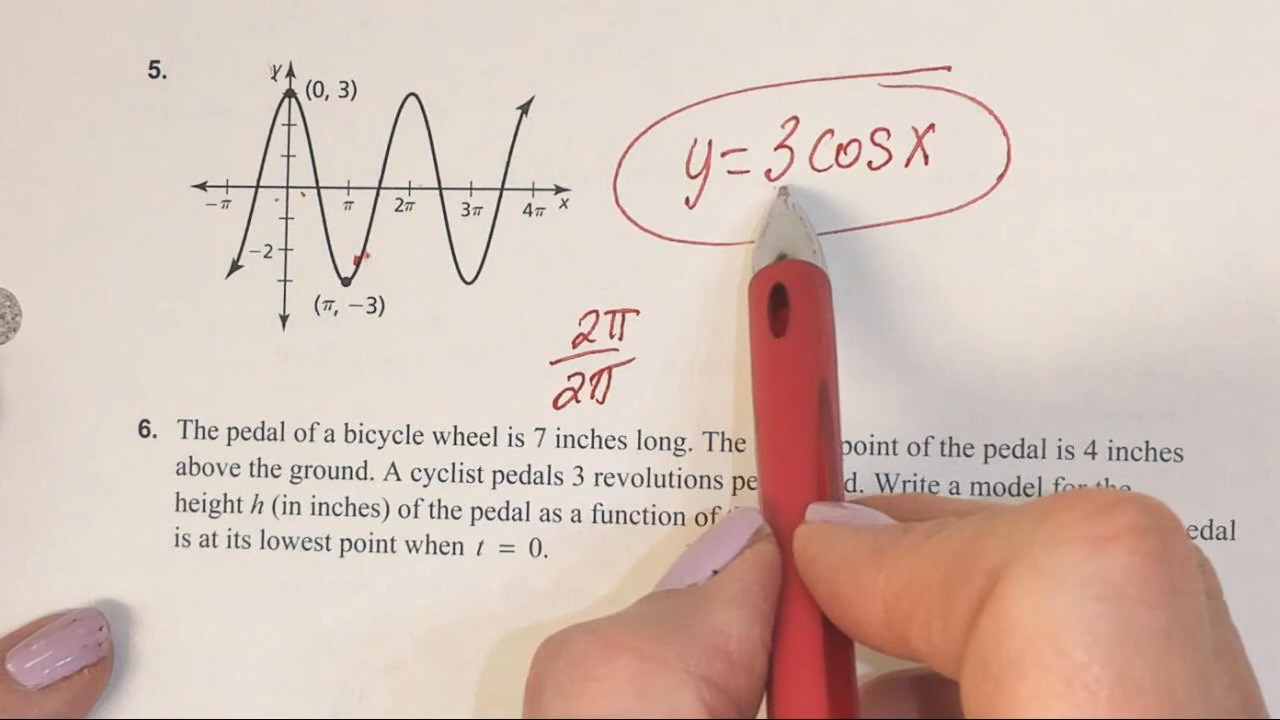 5.
y
(0, 3)
y = 3 cos x
−π π 2π 3π 4π x
−2
(π, −3)
2π
2π
6. The pedal of a bicycle wheel is 7 inches long. The point of the pedal is 4 inches
above the ground. A cyclist pedals 3 revolutions pe d. Write a model for the
height h (in inches) of the pedal as a function of edal
is at its lowest point when t = 0.